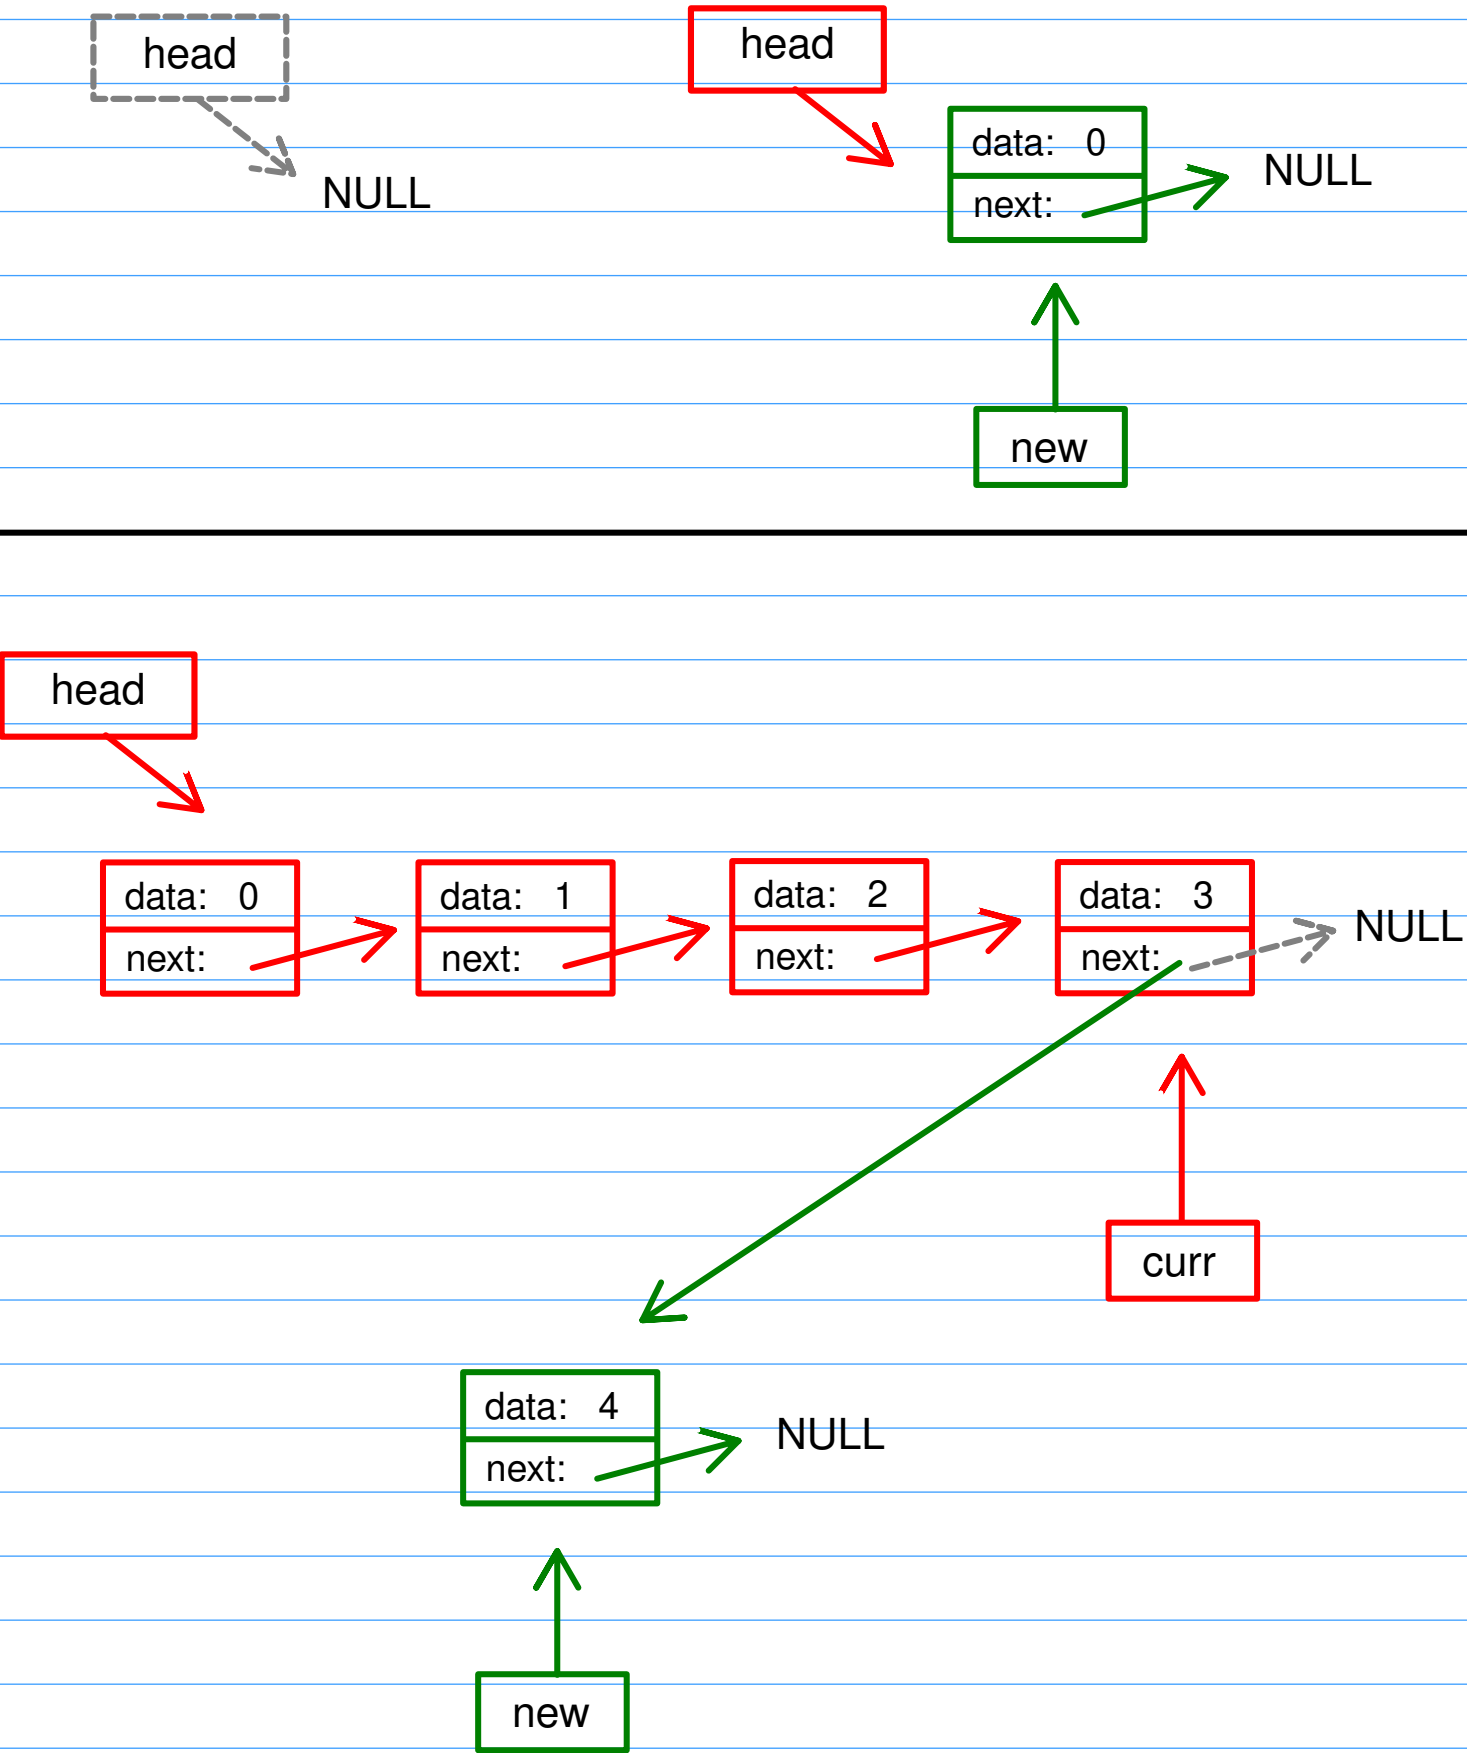 head
NULL
head
data: 0
next:
NULL
new
head
data: 0
next:
data: 1
next:
data: 2
next:
data: 3
next:
NULL
curr
data: 4
next:
NULL
new